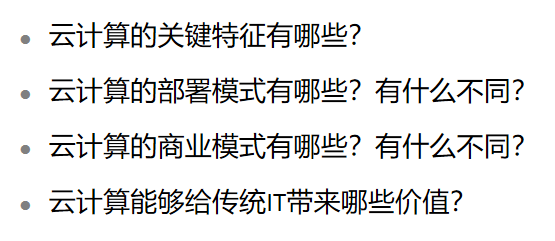 • 云计算的关键特征有哪些?
• 云计算的部署模式有哪些?有什么不同?
• 云计算的商业模式有哪些?有什么不同?
• 云计算能够给传统IT带来哪些价值?